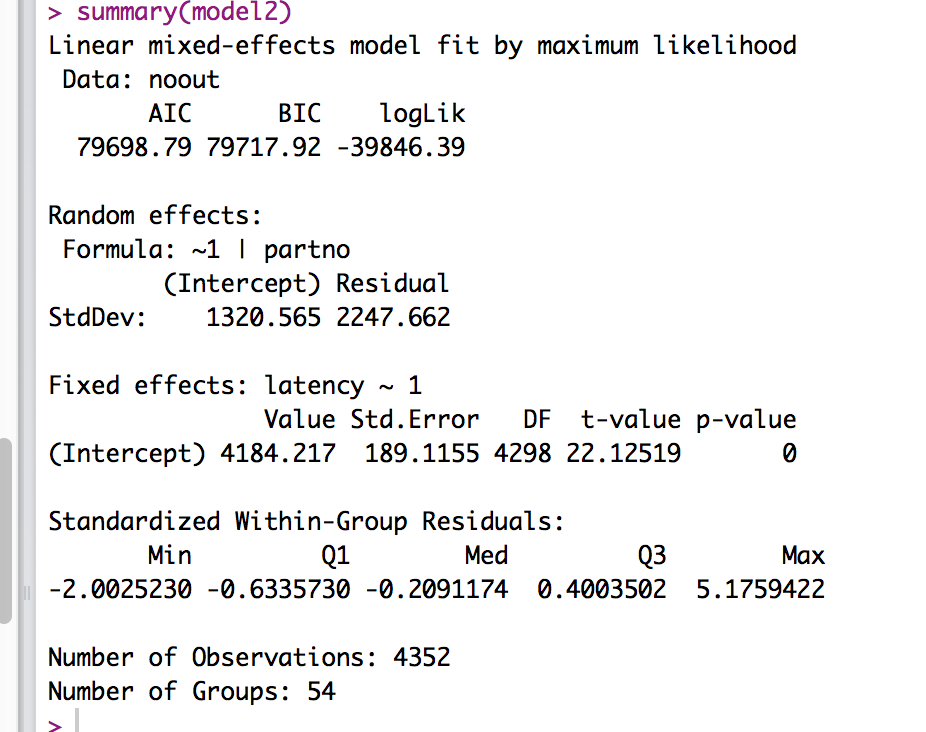 > summary(model2)
Linear mixed-effects model fit by maximum likelihood
Data: noout
AIC BIC logLik
79698.79 79717.92 -39846.39
Random effects:
Formula: ~1 | partno
(Intercept) Residual
StdDev: 1320.565 2247.662
Fixed effects: latency ~ 1
Value Std.Error DF t-value p-value
(Intercept) 4184.217 189.1155 4298 22.12519 0
Standardized Within-Group Residuals:
Min Q1 Med Q3 Max
-2.0025230 -0.6335730 -0.2091174 0.4003502 5.1759422
Number of Observations: 4352
Number of Groups: 54
>